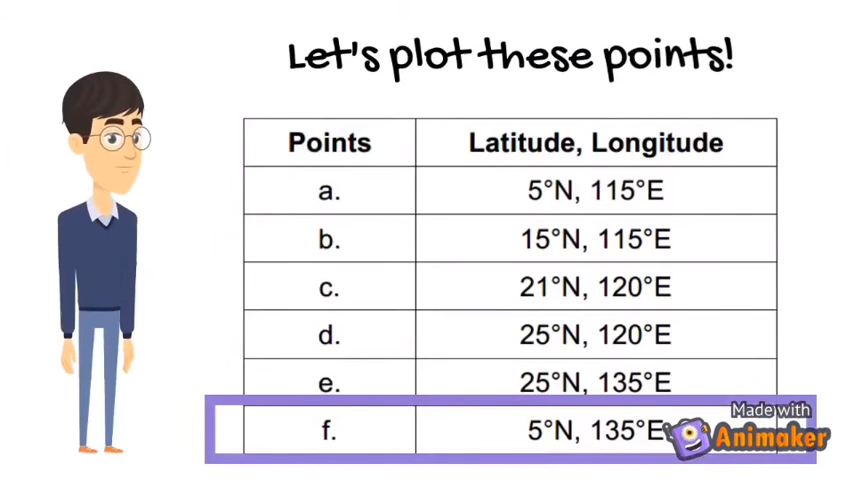 Let's plot these points!
Points Latitude, Longitude
a. 5°N, 115°E
b. 15°N, 115°E
c. 21°N, 120°E
d. 25°N, 120°E
e. 25°N, 135°E
f. 5°N, 135°E
Made with
Animaker